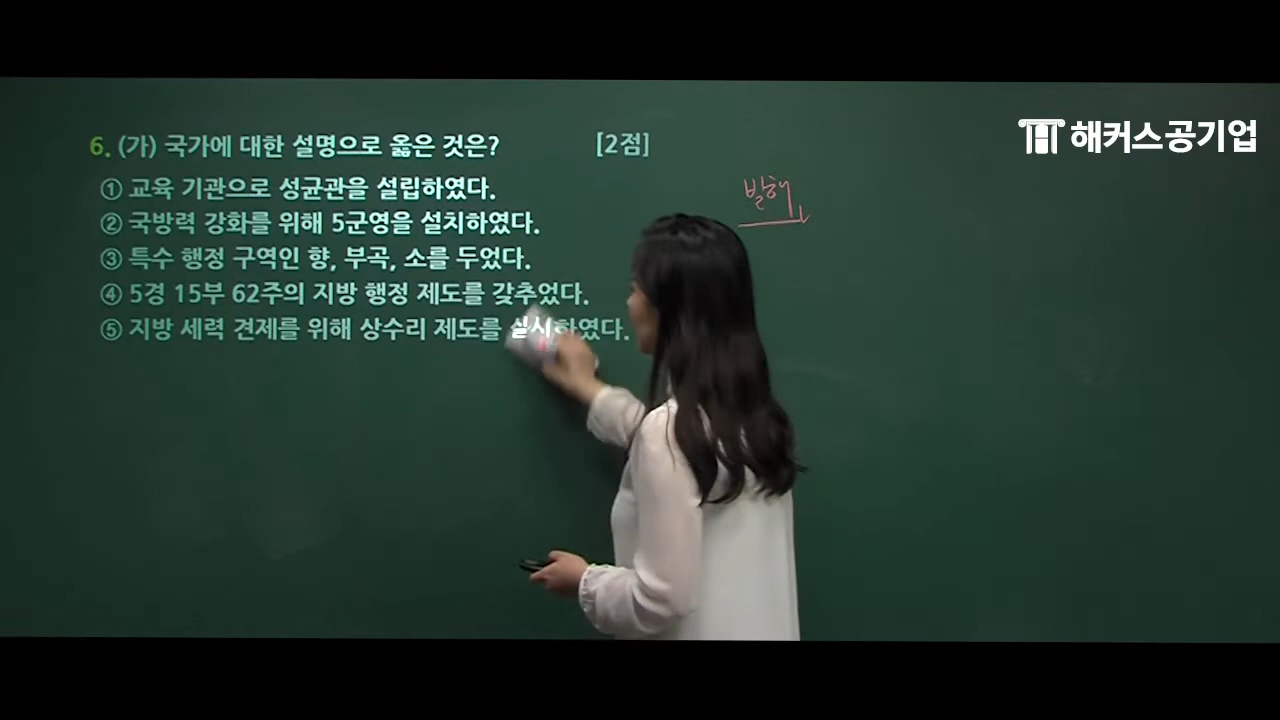 해커스공기업
6. (가) 국가에 대한 설명으로 옳은 것은? [2점]
① 교육 기관으로 성균관을 설립하였다.
② 국방력 강화를 위해 5군영을 설치하였다.
③ 특수 행정 구역인 향, 부곡, 소를 두었다.
④ 5경 15부 62주의 지방 행정 제도를 갖추었다.
⑤ 지방 세력 견제를 위해 상수리 제도를 실시하였다.
발해